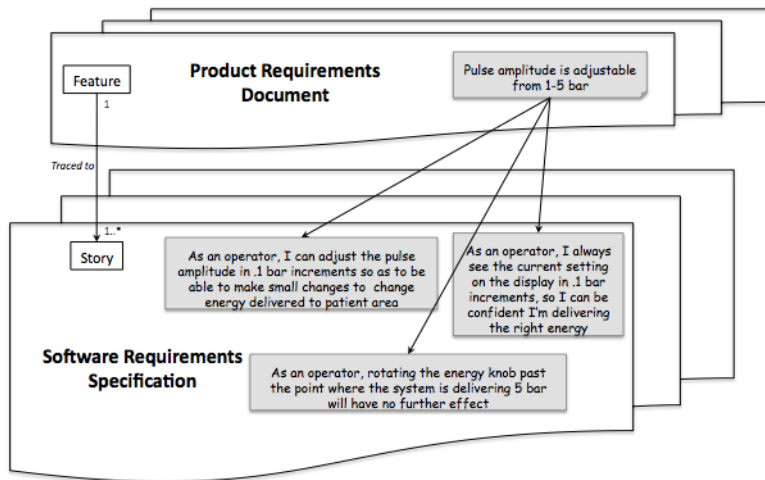 Feature
Product Requirements
Document
Pulse amplitude is adjustable
from 1-5 bar
1
Traced to
1..*
Story
As an operator, I can adjust the pulse
amplitude in .1 bar increments so as to be
able to make small changes to change
energy delivered to patient area
As an operator, I always
see the current setting
on the display in .1 bar
increments, so I can be
confident I'm delivering
the right energy
Software Requirements
Specification
As an operator, rotating the energy knob past
the point where the system is delivering 5 bar
will have no further effect